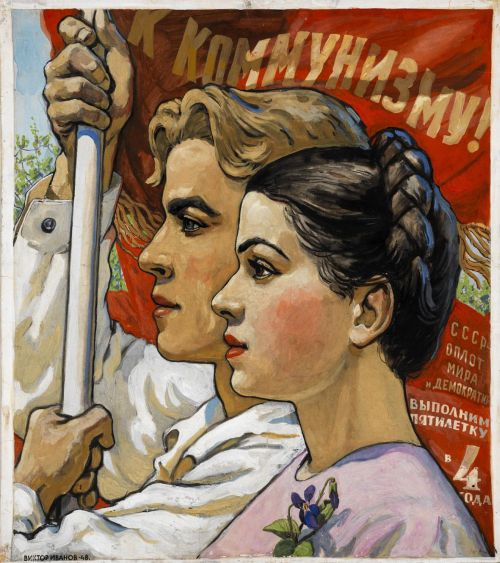 К КОММУНИЗМУ!
СССР-
ОПЛОТ
МИРА
И ДЕМОКРАТИИ
ВЫПОЛНИМ
ПЯТИЛЕТКУ
В
4
ГОДА
ВИКТОР ИВАНОВ-48.